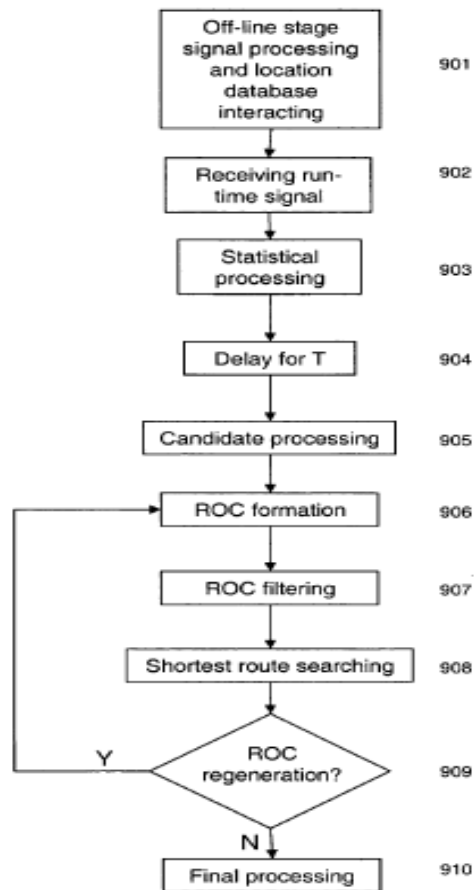 Off-line stage
signal processing
and location
database
interacting
901
Receiving run-
time signal
902
Statistical
processing
903
Delay for T
904
Candidate processing
905
ROC formation
906
ROC filtering
907
Shortest route searching
908
ROC
regeneration?
909
Y
N
Final processing
910